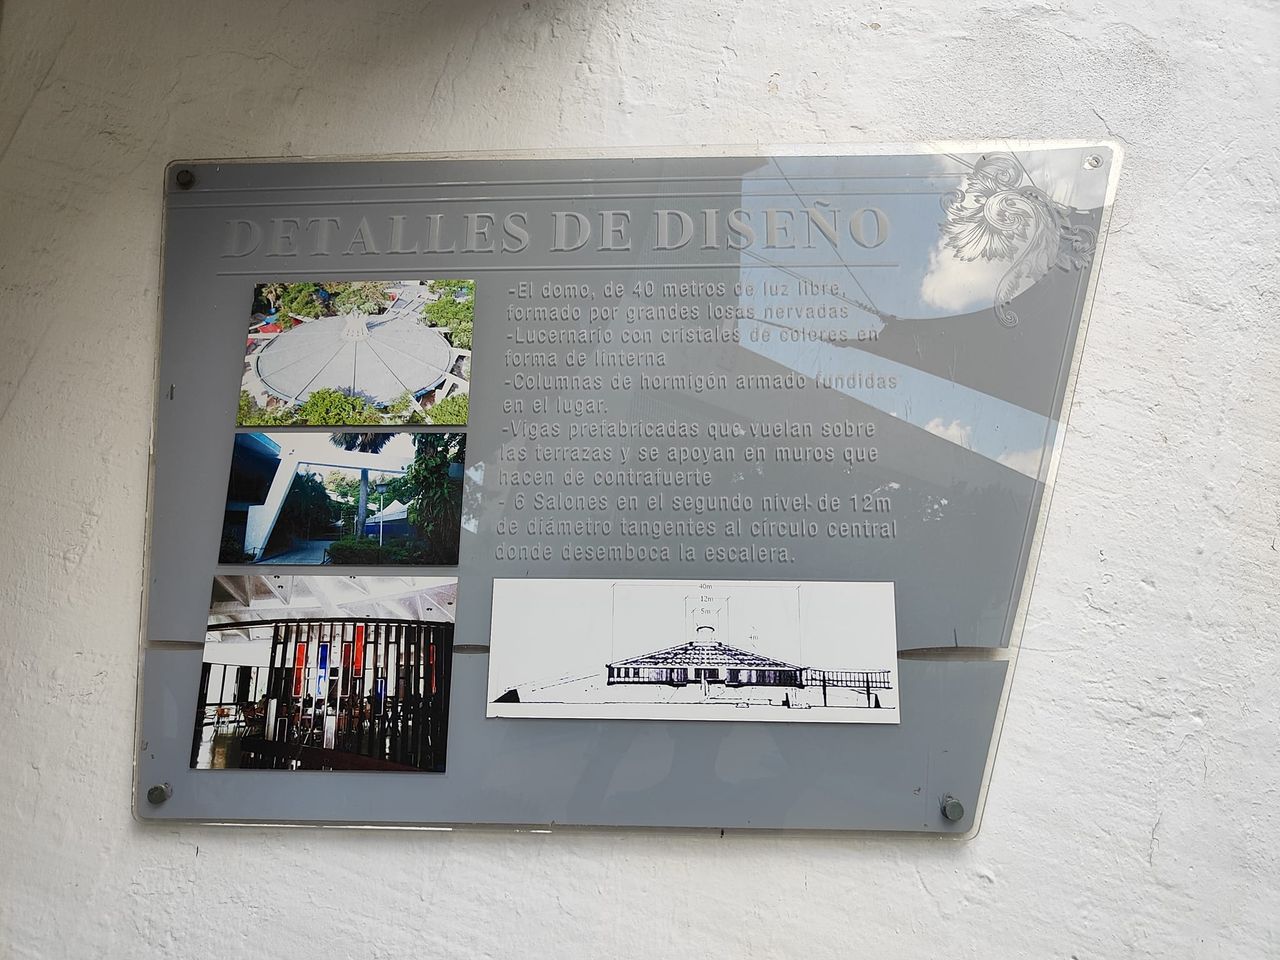 DETALLES DE DISEÑO
-El domo, de 40 metros de luz libre,
formado por grandes losas nervadas
-Lucernario con cristales de colores en
forma de linterna
-Columnas de hormigón armado fundidas
en el lugar.
-Vigas prefabricadas que vuelan sobre
las terrazas y se apoyan en muros que
hacen de contrafuerte
- 6 Salones en el segundo nivel de 12m
de diámetro tangentes al círculo central
donde desemboca la escalera.
40m
12m
5m
4m